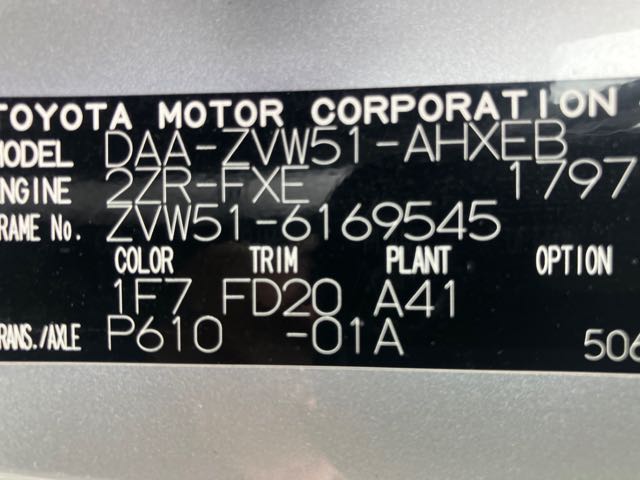 TOYOTA MOTOR CORPORATION
MODEL DAA-ZVW51-AHXEB
ENGINE 2ZR-FXE 1797
FRAME No. ZVW51-6169545
COLOR TRIM PLANT OPTION
1F7 FD20 A41
TRANS./AXLE P610 -01A 506